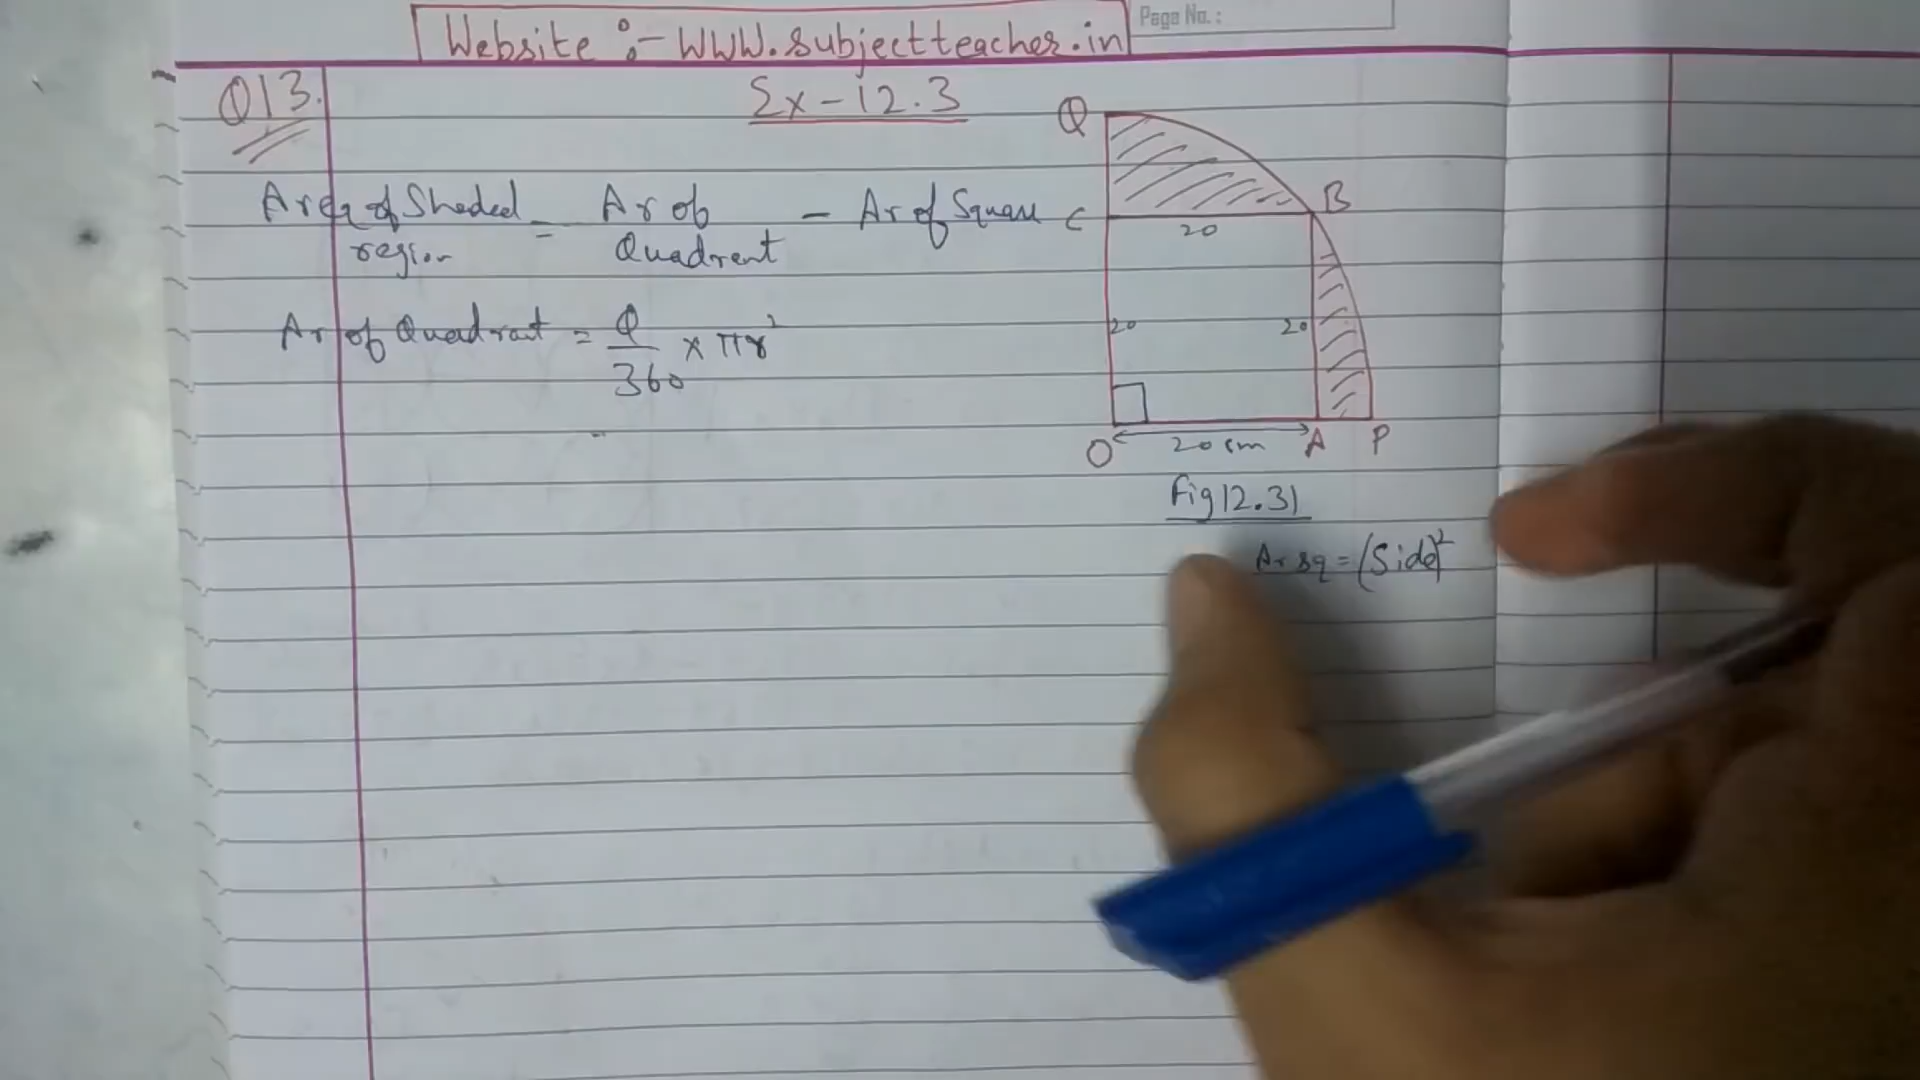 Page No. :
Website :- WWW.subjectteacher.in
Q13.
Ex-12.3
Q
Area of Shaded region = Ar of Quadrant - Ar of Square
C
B
20
Ar of Quadrant = Q/360 × πr²
20
20
O
20 cm
A
P
Fig 12.31
Ar sq = (Side)²